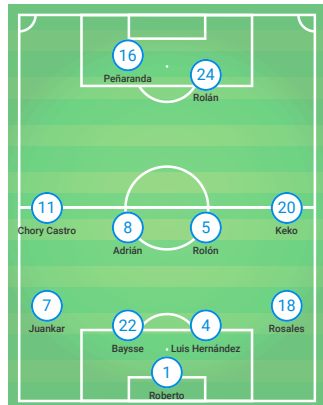 16
Peñaranda
24
Rolán
11
Chory Castro
8
Adrián
5
Rolón
20
Keko
7
Juankar
22
Baysse
4
Luis Hernández
18
Rosales
1
Roberto